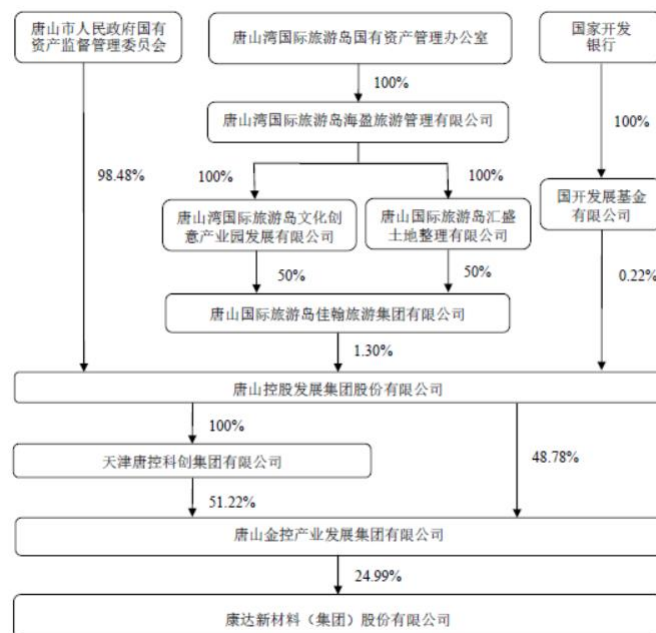 唐山市人民政府国有
资产监督管理委员会
唐山湾国际旅游岛国有资产管理办公室
国家开发
银行
100%
唐山湾国际旅游岛海盈旅游管理有限公司
100%
98.48%
100%
100%
唐山湾国际旅游岛文化创
意产业园发展有限公司
唐山国际旅游岛汇盛
土地整理有限公司
国开发展基金
有限公司
50%
50%
0.22%
唐山国际旅游岛佳翰旅游集团有限公司
1.30%
唐山控股发展集团股份有限公司
100%
48.78%
天津唐控科创集团有限公司
51.22%
唐山金控产业发展集团有限公司
24.99%
康达新材料（集团）股份有限公司